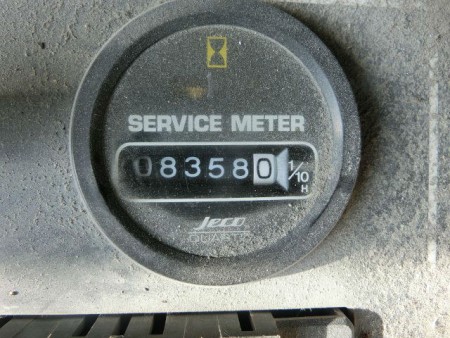 SERVICE METER
083580 1/10
H
Jeco
QUARTZ